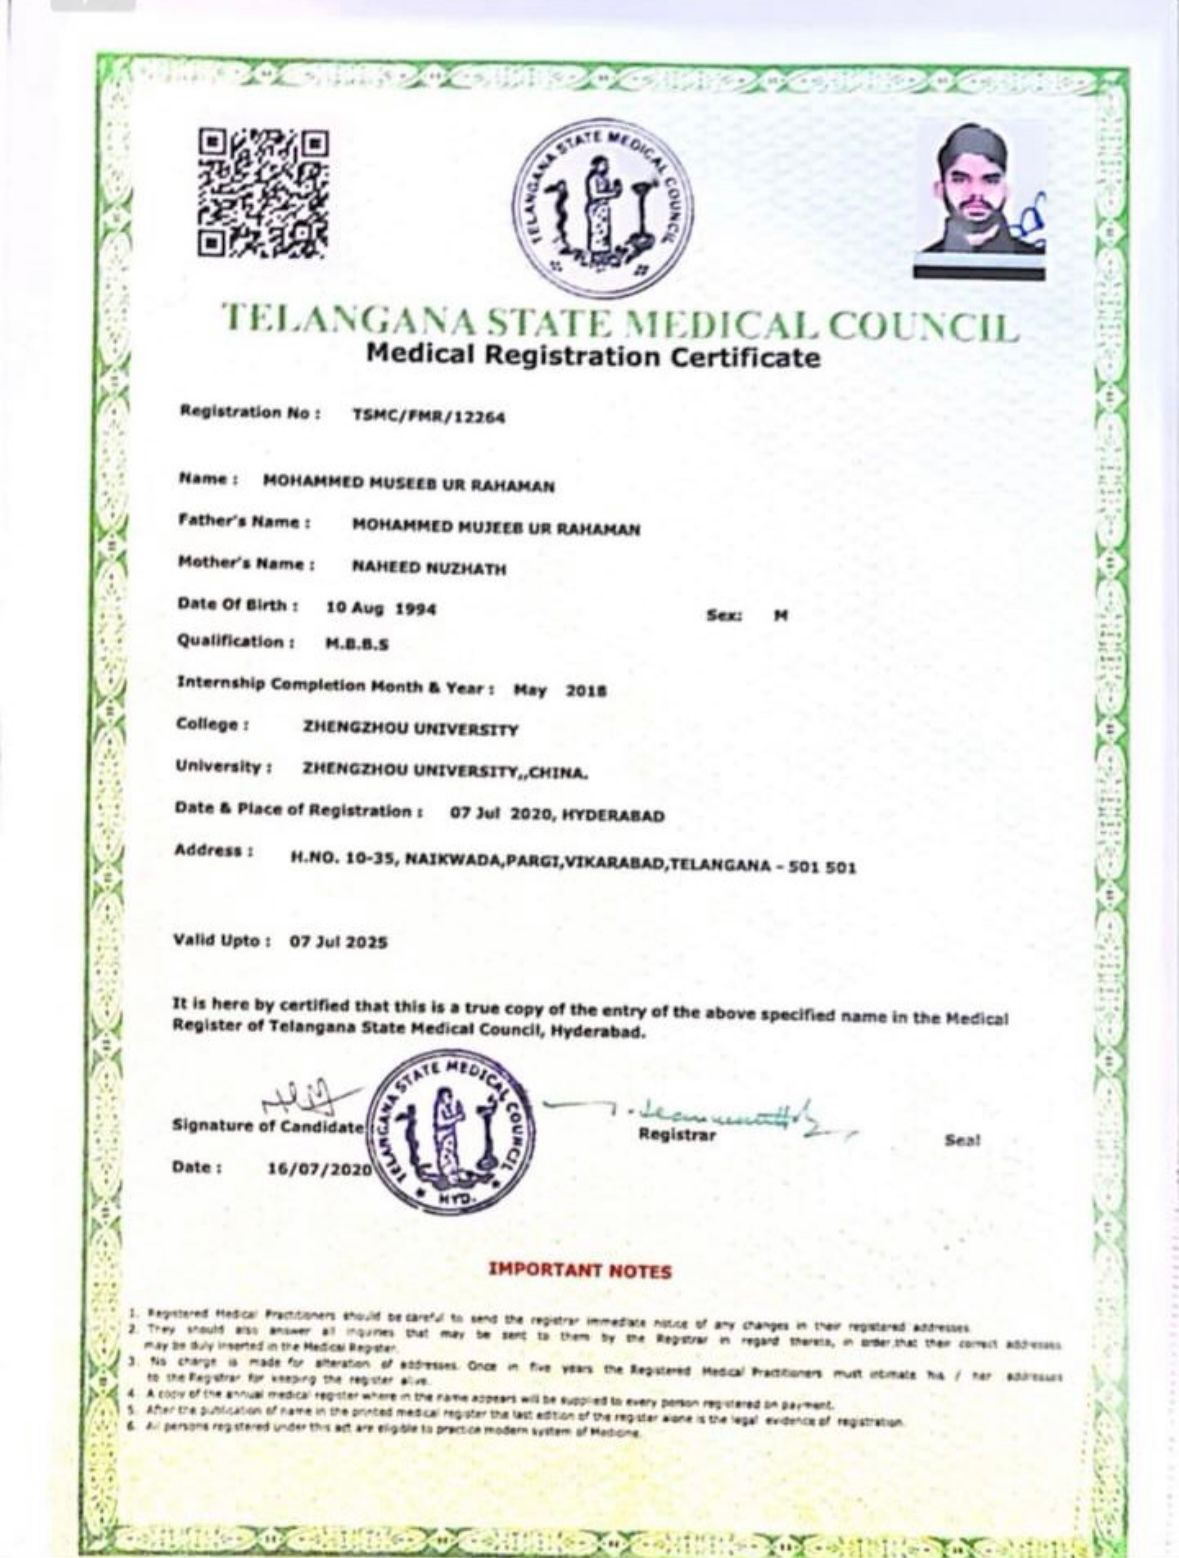 TELANGANA STATE MEDICAL COUNCIL
TELANGANA STATE MEDICAL COUNCIL
Medical Registration Certificate
Registration No : TSMC/FMR/12264
Name : MOHAMMED MUSEEB UR RAHAMAN
Father's Name : MOHAMMED MUJEEB UR RAHAMAN
Mother's Name : NAHEED NUZHATH
Date Of Birth : 10 Aug 1994 Sex: M
Qualification : M.B.B.S
Internship Completion Month & Year : May 2018
College : ZHENGZHOU UNIVERSITY
University : ZHENGZHOU UNIVERSITY,,CHINA.
Date & Place of Registration : 07 Jul 2020, HYDERABAD
Address : H.NO. 10-35, NAIKWADA,PARGI,VIKARABAD,TELANGANA - 501 501
Valid Upto : 07 Jul 2025
It is here by certified that this is a true copy of the entry of the above specified name in the Medical
Register of Telangana State Medical Council, Hyderabad.
TELANGANA STATE MEDICAL COUNCIL
HYD.
Signature of Candidate Registrar Seal
Date : 16/07/2020
IMPORTANT NOTES
1. Registered Medical Practitioners should be careful to send the registrar immediate notice of any changes in their registered addresses
2. They should also answer all inquiries that may be sent to them by the Registrar in regard thereto, in order,that their correct addresses
may be duly inserted in the Medical Register.
3. No charge is made for alteration of addresses. Once in five years the Registered Medical Practitioners must intimate his / her addresses
to the Registrar for keeping the register alive.
4. A copy of the annual medical register where in the name appears will be supplied to every person registered on payment.
5. After the publication of name in the printed medical register the last edition of the register alone is the legal evidence of registration.
6. All persons registered under this act are eligible to practice modern system of Medicine.